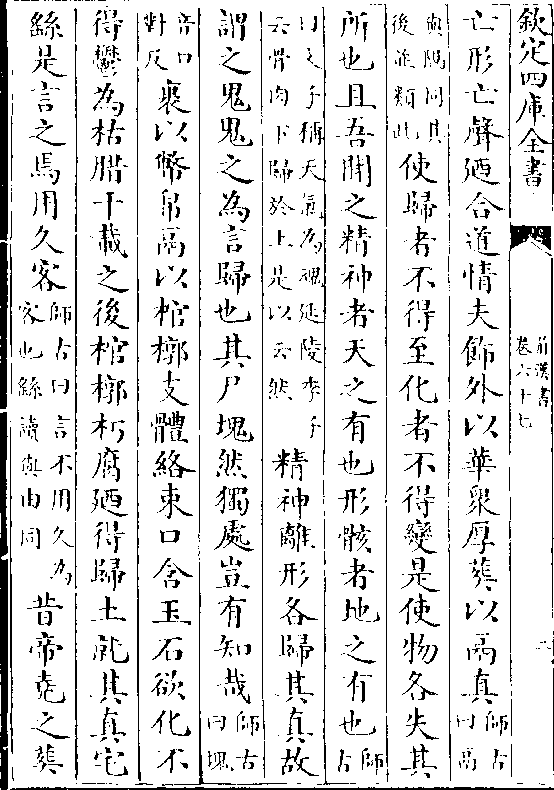 欽定四庫全書
前漢書
卷六十七
亡形亡聲廼合道情夫飾外以華衆厚葬以鬲真師古曰鬲
與隔同其後並類此使歸者不得至化者不得變是使物各失其
所也且吾聞之精神者天之有也形骸者地之有也師古
曰文子稱天氣為魂延陵季子云骨肉下歸於土是以云然精神離形各歸其真故
謂之鬼鬼之為言歸也其尸塊然獨處豈有知哉師古曰塊
音口對反裹以幣帛鬲以棺槨支體絡束口含玉石欲化不
得鬱為枯腊千載之後棺槨朽腐廼得歸土就其真宅
繇是言之焉用久客師古曰言不用久為客也繇讀與由同昔帝堯之葬